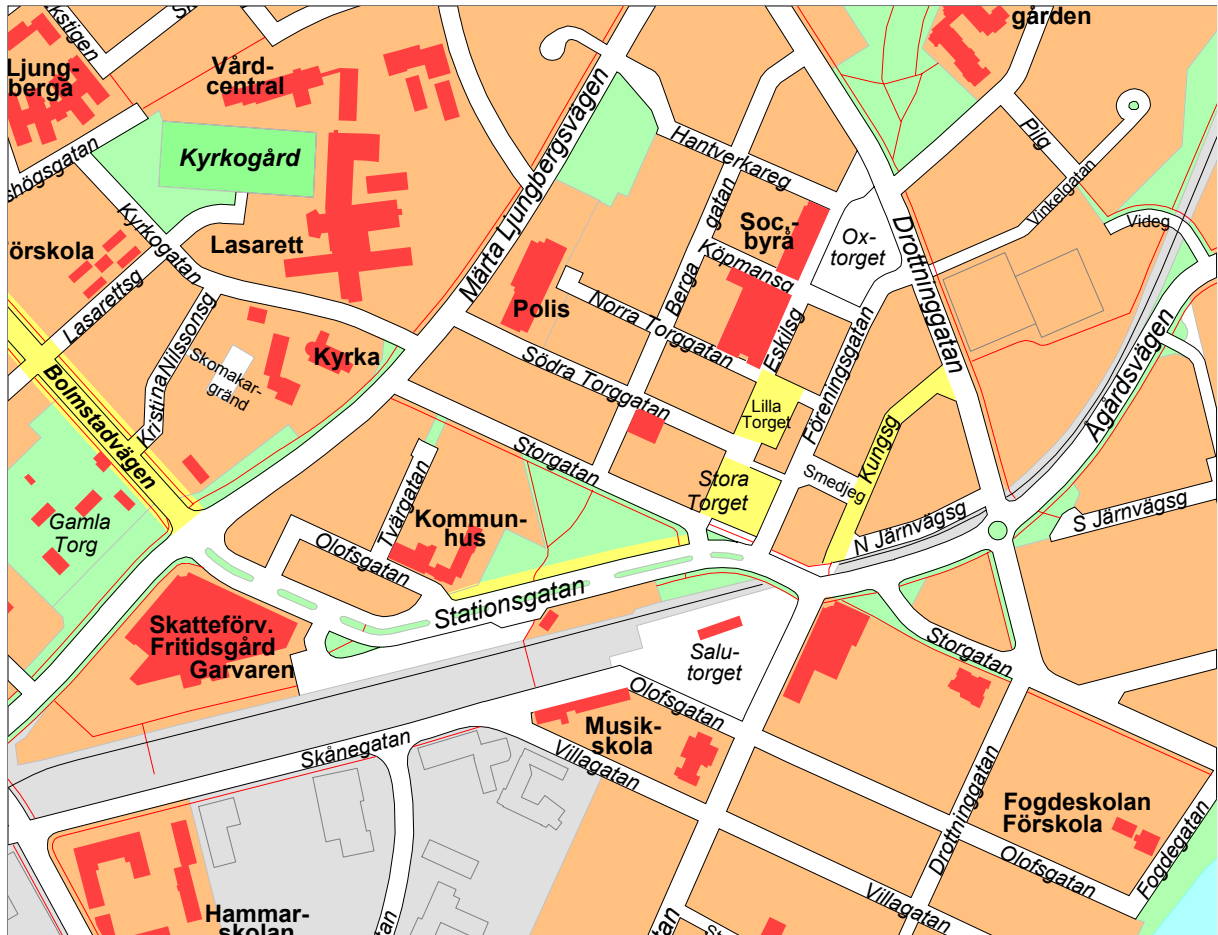 gården
Ljung-
berga
Vård-
central
Kyrkogård
Märta Ljungbergsvägen
Hantverkareg
Pilg
Vinkelgatan
Videg
Kyrkogatan
Förskola
Lasarett
Lasarettsg
Kristina Nilssonsg
Skomakar-
gränd
Kyrka
Polis
Berga
gatan
Soc,-
byrå
Köpmansg
Ox-
torget
Drottninggatan
Norra Torggatan
Södra Torggatan
Eskilsg
Föreningsgatan
Lilla
Torget
Stora
Torget
Smedjeg
Kungsg
Ågårdsvägen
Bolmstadvägen
Gamla
Torg
Storgatan
Tvärgatan
Kommun-
hus
Olofsgatan
Stationsgatan
N Järnvägsg
S Järnvägsg
Skatteförv.
Fritidsgård
Garvaren
Salu-
torget
Storgatan
Olofsgatan
Skånegatan
Musik-
skola
Villagatan
Drottninggatan
Fogdeskolan
Förskola
Olofsgatan
Fogdegatan
Villagatan
Hammar-
skolan